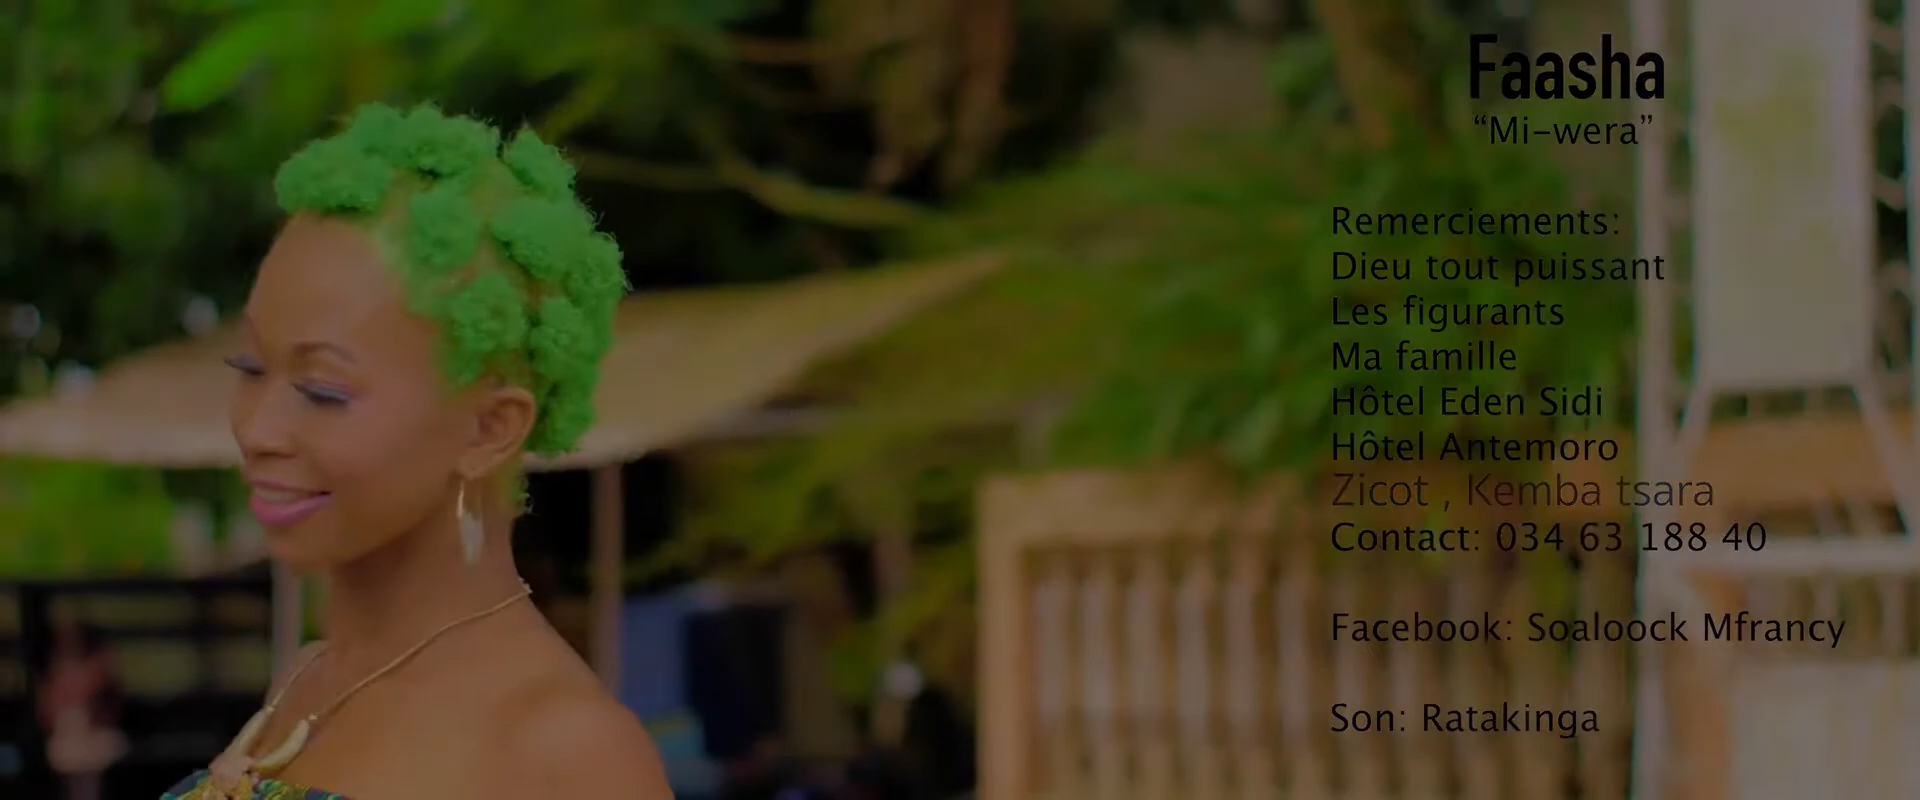 Faasha
“Mi-wera”
Remerciements:
Dieu tout puissant
Les figurants
Ma famille
Hôtel Eden Sidi
Hôtel Antemoro
Zicot , Kemba tsara
Contact: 034 63 188 40
Facebook: Soaloock Mfrancy
Son: Ratakinga